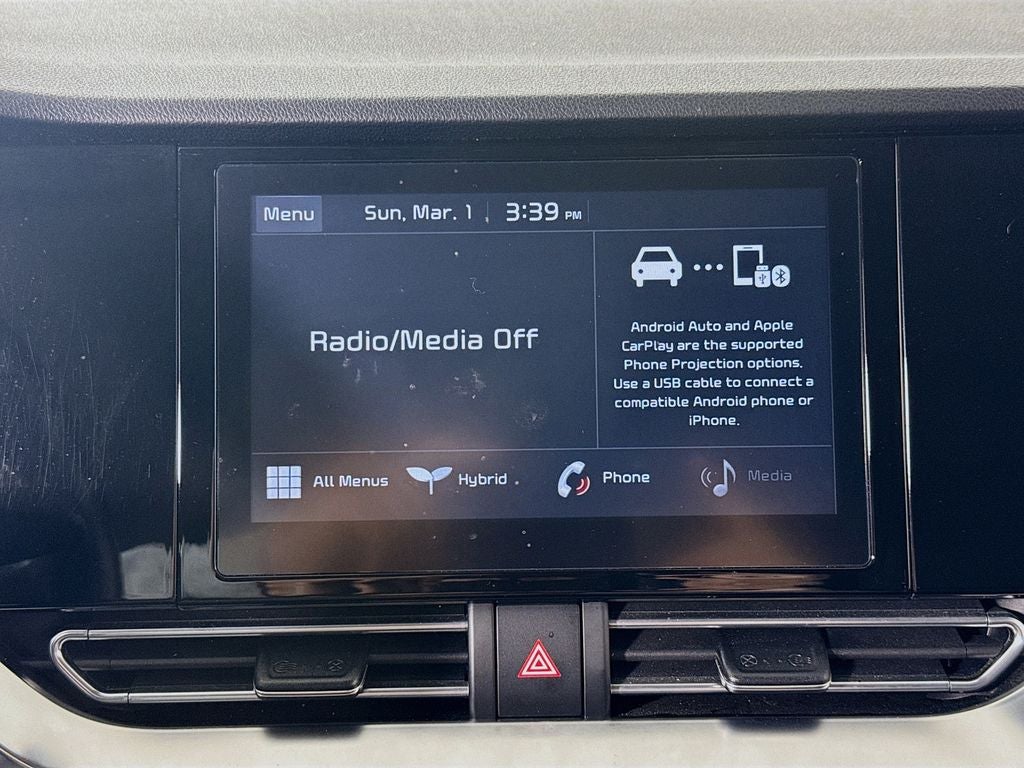 Menu
Sun, Mar. 1
3:39 PM
Radio/Media Off
Android Auto and Apple
CarPlay are the supported
Phone Projection options.
Use a USB cable to connect a
compatible Android phone or
iPhone.
All Menus
Hybrid
Phone
Media